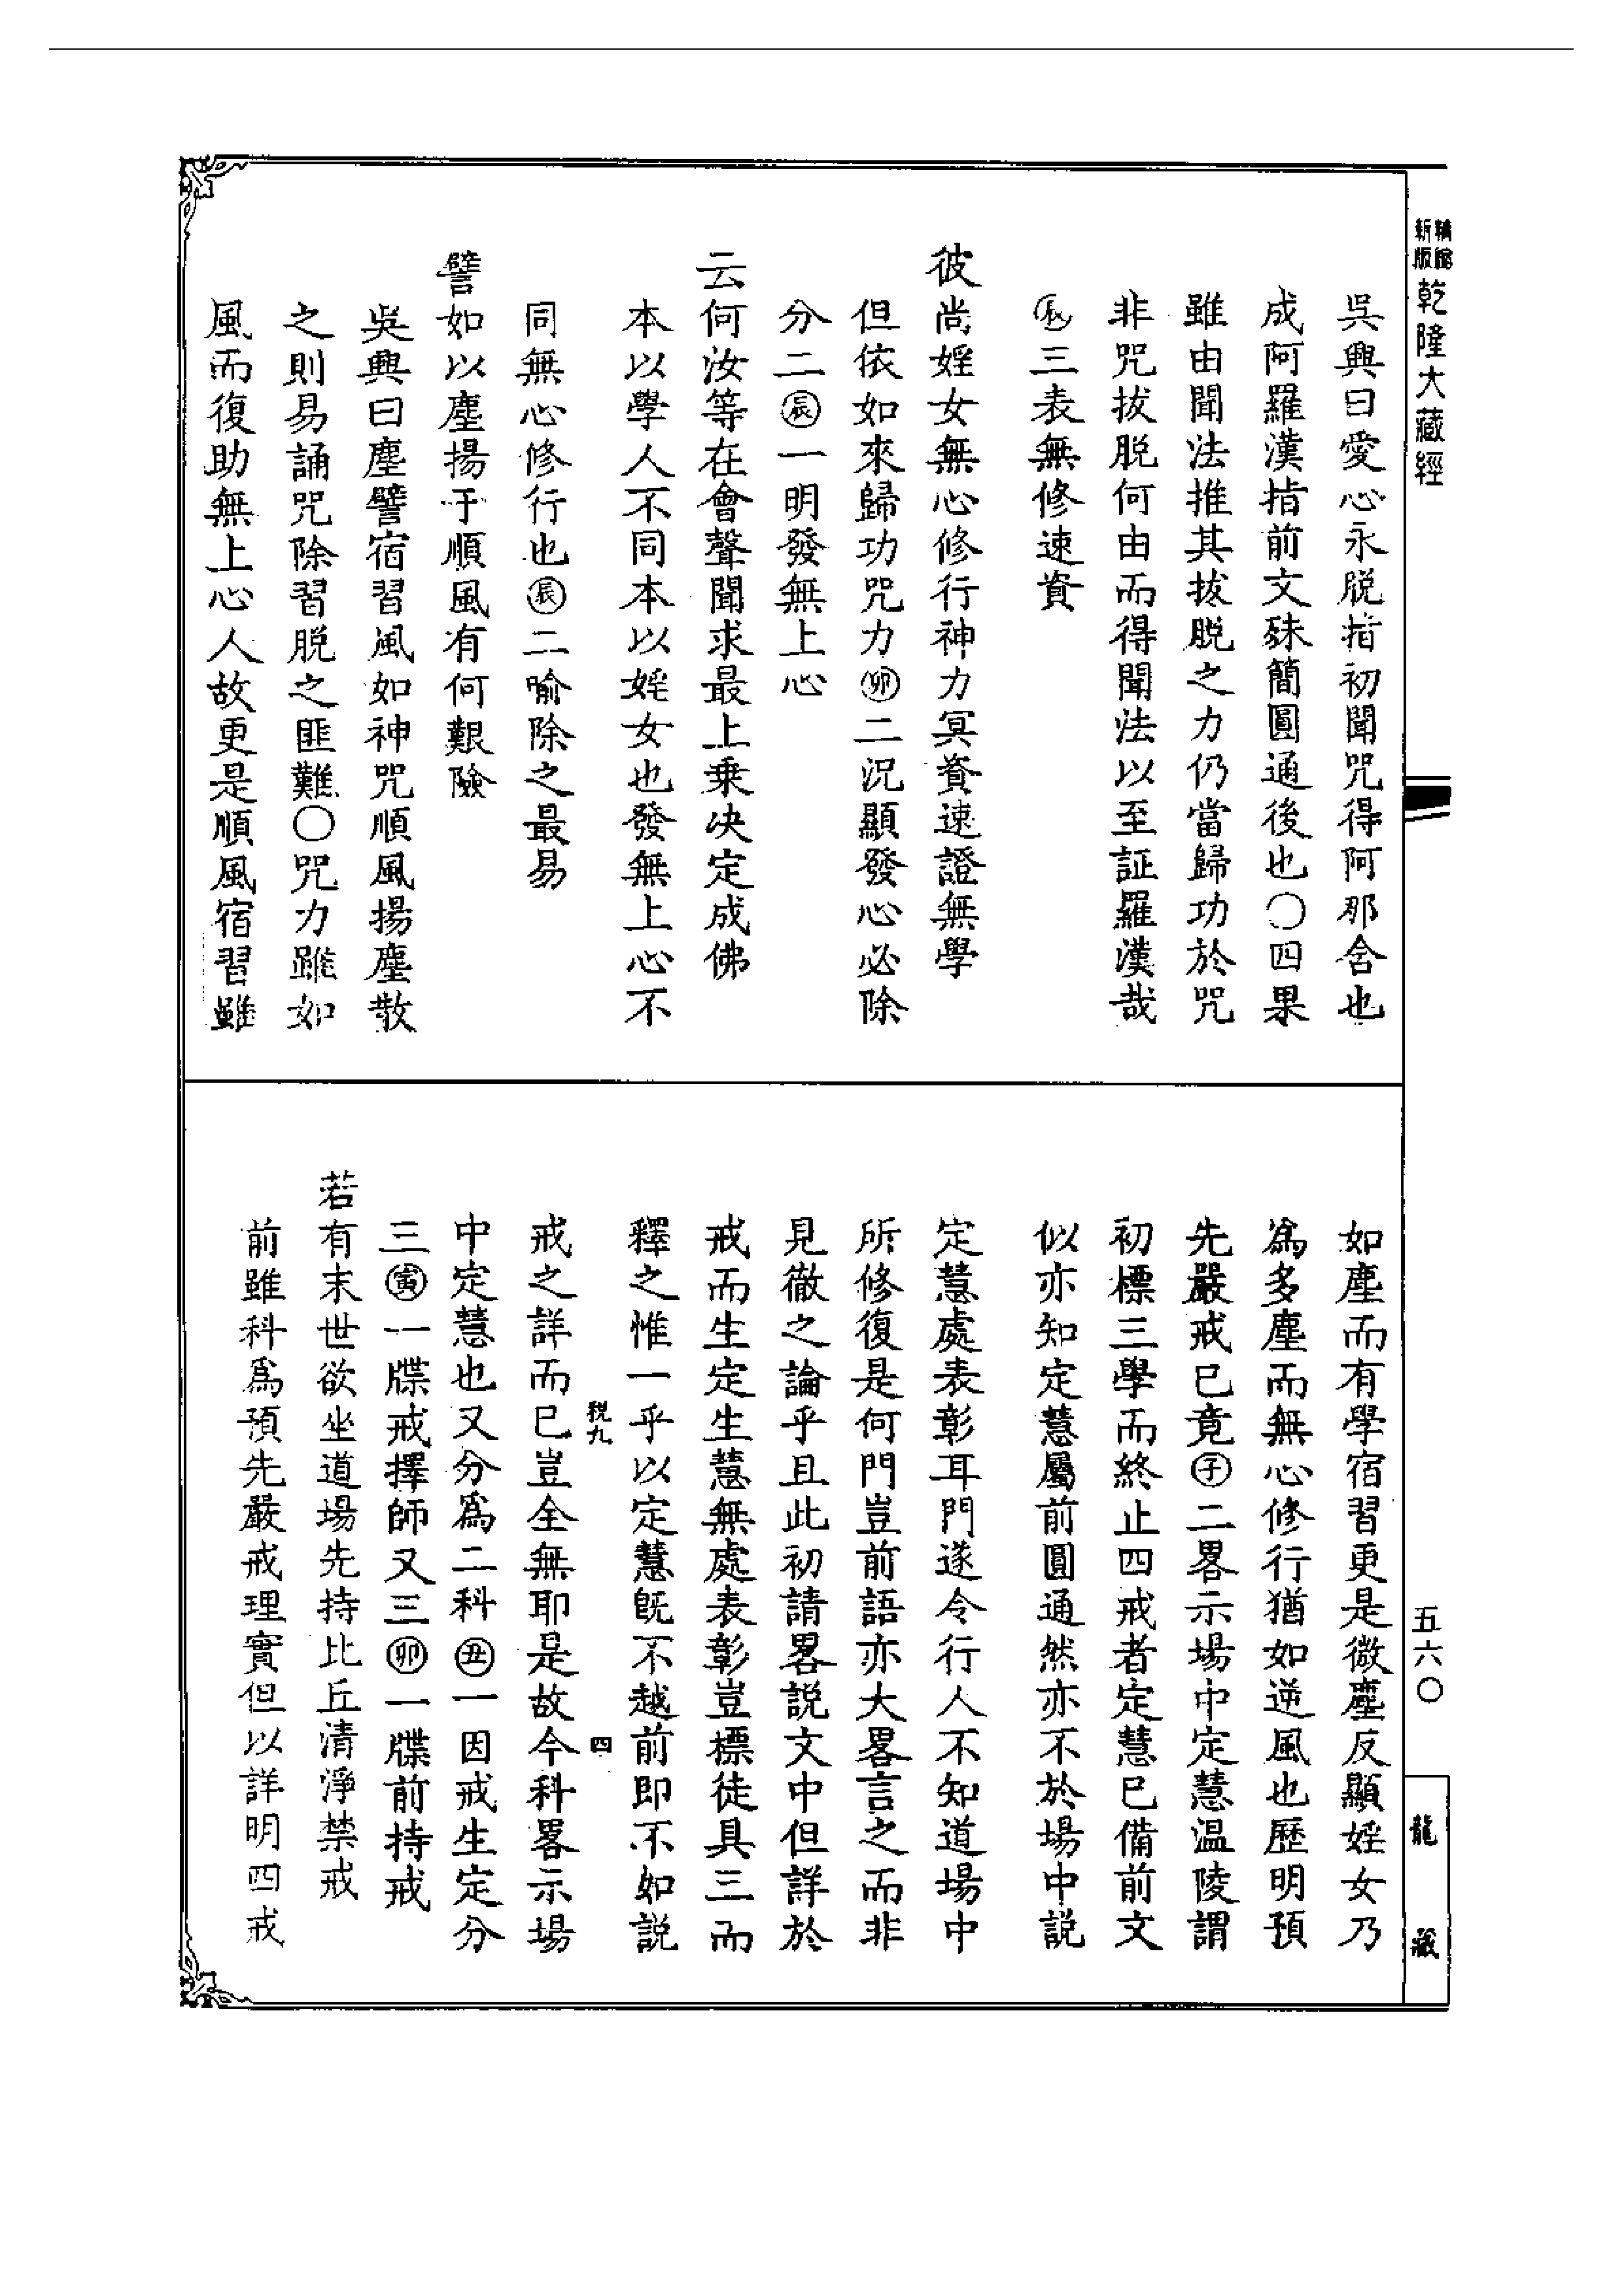 新版
精縮
乾隆大藏經
吳興曰愛心永脫指初聞咒得阿那含也
成阿羅漢指前文殊簡圓通後也〇四果
雖由聞法推其拔脫之力仍當歸功於咒
非咒拔脫何由而得聞法以至証羅漢哉
㊀三表無修速資
彼尚婬女無心修行神力冥資速證無學
但依如來歸功咒力(卯)二況顯發心必除
分二(辰)一明發無上心
云何汝等在會聲聞求最上乗决定成佛
本以學人不同本以婬女也發無上心不
同無心修行也(辰)二喻除之最易
譬如以塵揚于順風有何艱險
吳興曰塵譬宿習風如神咒順風揚塵散
之則易誦咒除習脫之匪難〇咒力雖如
風而復助無上心人故更是順風宿習雖
如塵而有學宿習更是微塵反顯婬女乃
為多塵而無心修行猶如逆風也歷明預
先嚴戒已竟(子)二畧示場中定慧温陵謂
初標三學而終止四戒者定慧已備前文
似亦知定慧屬前圓通然亦不於場中説
定慧處表彰耳門遂令行人不知道場中
所修復是何門豈前語亦大畧言之而非
見徹之論乎且此初請畧説文中但詳於
戒而生定生慧無處表彰豈標徒具三而
釋之惟一乎以定慧旣不越前即不如説
稅九
四
戒之詳而已豈全無耶是故今科畧示場
中定慧也又分為二科(丑)一因戒生定分
三(寅)一牒戒擇師又三(卯)一牒前持戒
若有末世欲坐道場先持比丘清淨禁戒
前雖科為預先嚴戒理實但以詳明四戒
五六〇
龍藏